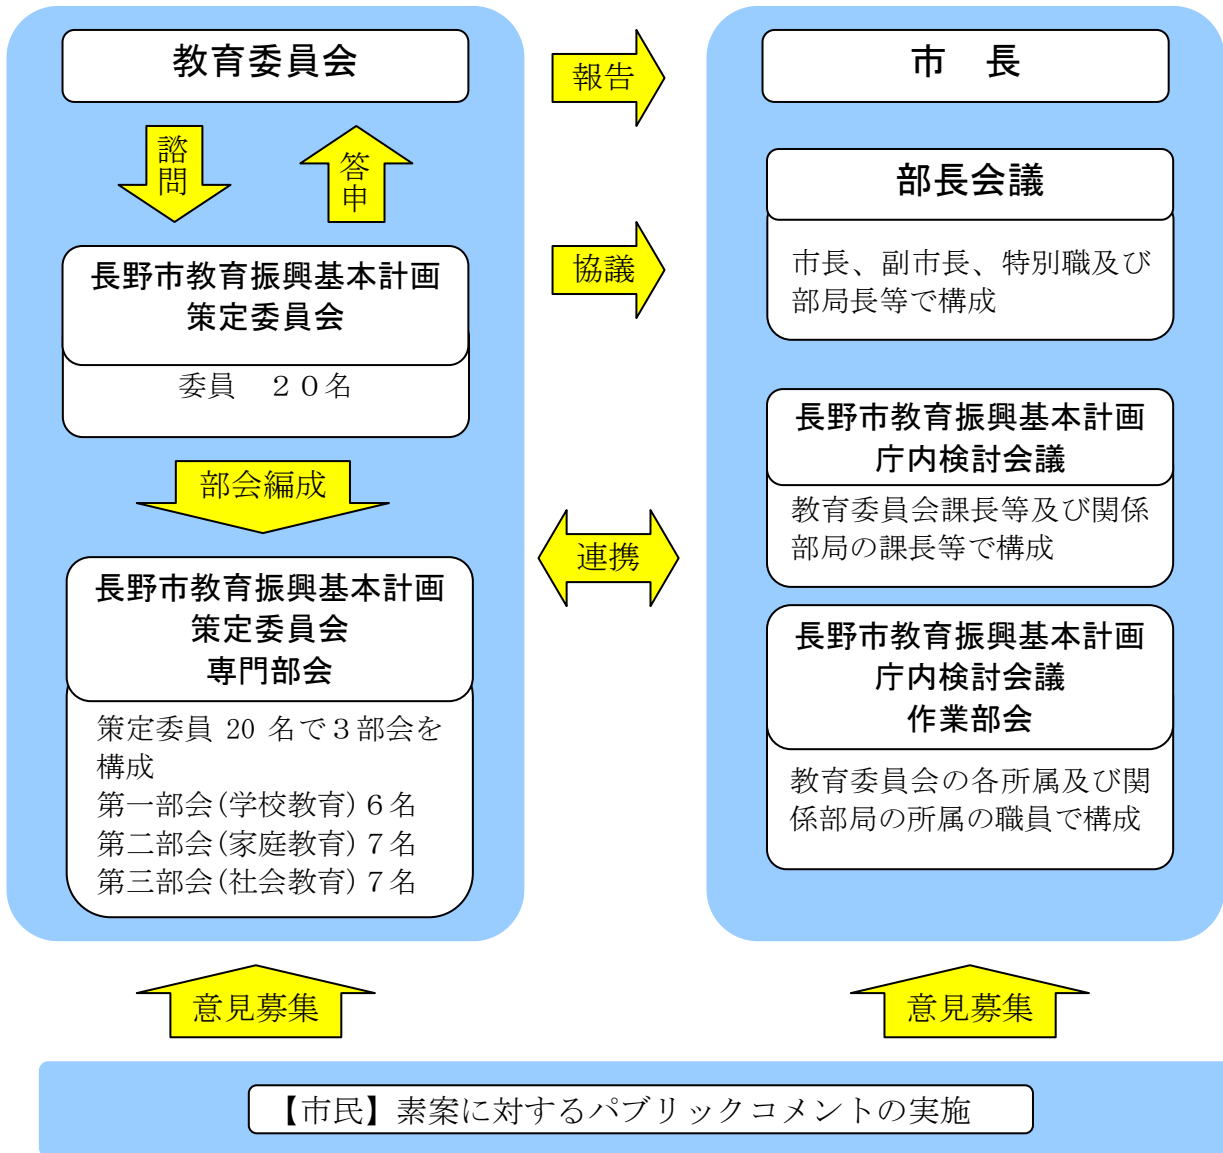 教育委員会
諮問
答申
長野市教育振興基本計画
策定委員会
委員　２０名
部会編成
長野市教育振興基本計画
策定委員会
専門部会
策定委員 20 名で３部会を
構成
第一部会(学校教育)６名
第二部会(家庭教育)７名
第三部会(社会教育)７名
報告
協議
連携
市　長
部長会議
市長、副市長、特別職及び
部局長等で構成
長野市教育振興基本計画
庁内検討会議
教育委員会課長等及び関係
部局の課長等で構成
長野市教育振興基本計画
庁内検討会議
作業部会
教育委員会の各所属及び関
係部局の所属の職員で構成
意見募集
意見募集
【市民】素案に対するパブリックコメントの実施